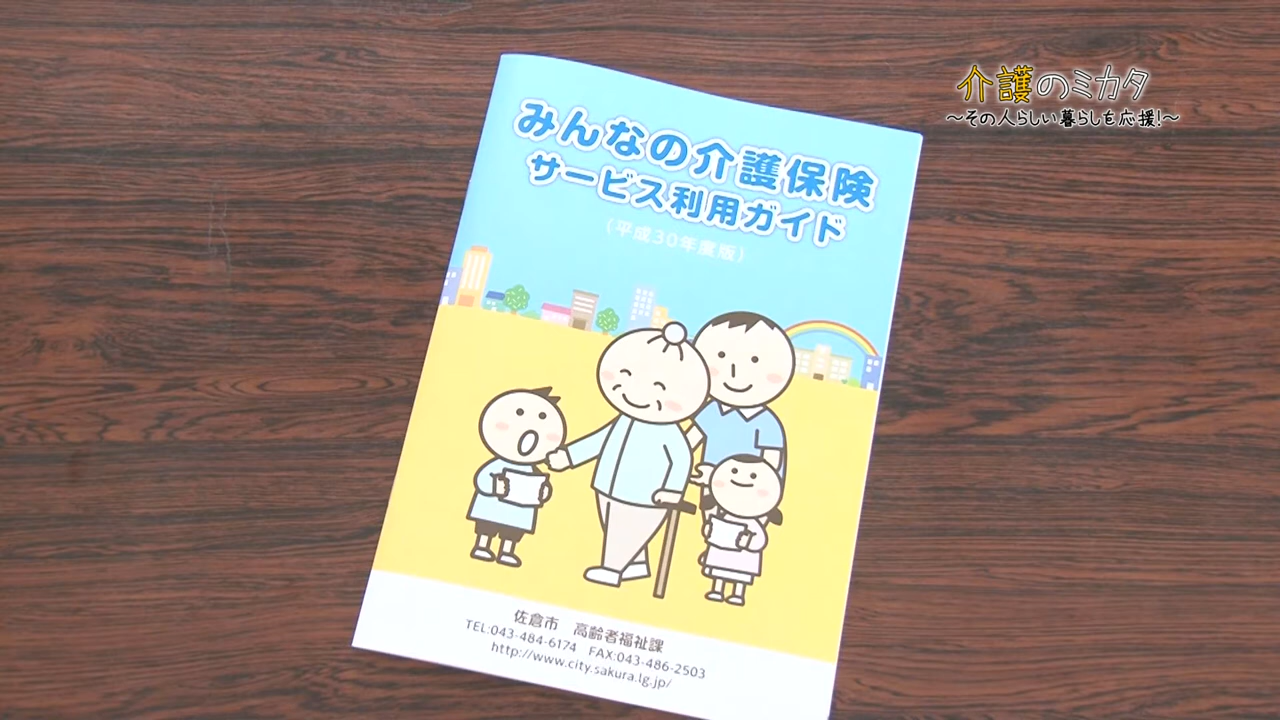 介護のミカタ
～その人らしい暮らしを応援!～
みんなの介護保険
サービス利用ガイド
(平成30年度版)
佐倉市 高齢者福祉課
TEL:043-484-6174 FAX:043-486-2503
http://www.city.sakura.lg.jp/